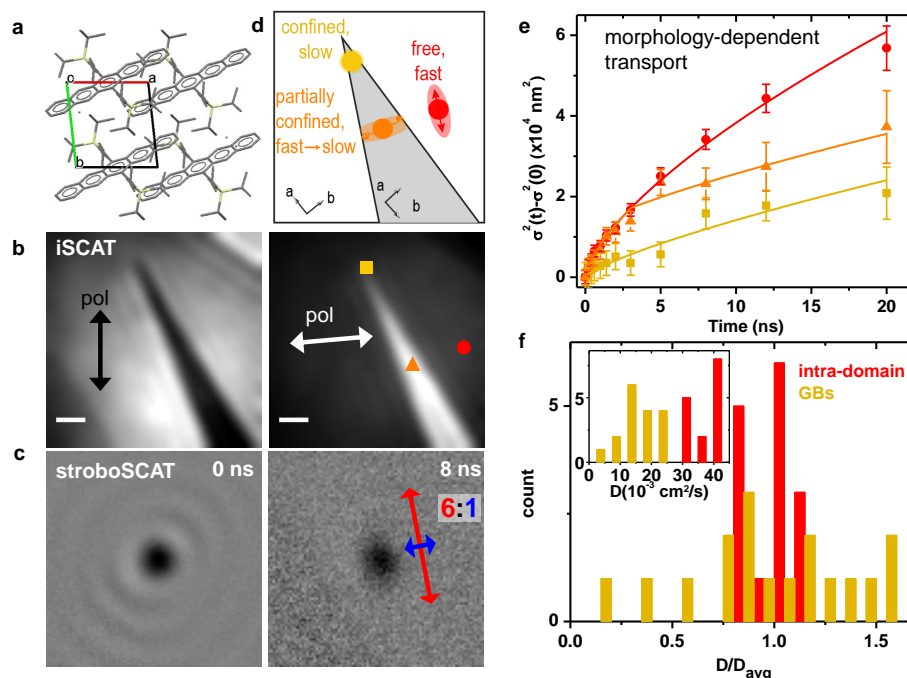 a
c
a
b
d
confined,
slow
free,
fast
partially
confined,
fast→slow
a
b
a
b
b
iSCAT
pol
pol
c
stroboSCAT
0 ns
8 ns
6:1
e
morphology-dependent
transport
σ²(t)-σ²(0) (x10⁴ nm²)
6
4
2
0
0
5
10
15
20
Time (ns)
f
intra-domain
GBs
count
5
0
0.0
0.5
1.0
1.5
D/D_avg
5
0
0
10
20
30
40
D(10⁻³ cm²/s)